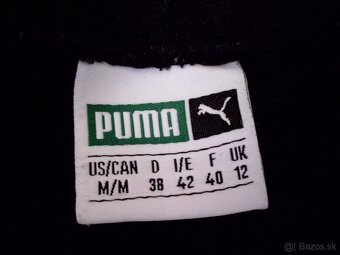 PUMA
US/CAN D I/E F UK
M/M 38 42 40 12
Bazos.sk